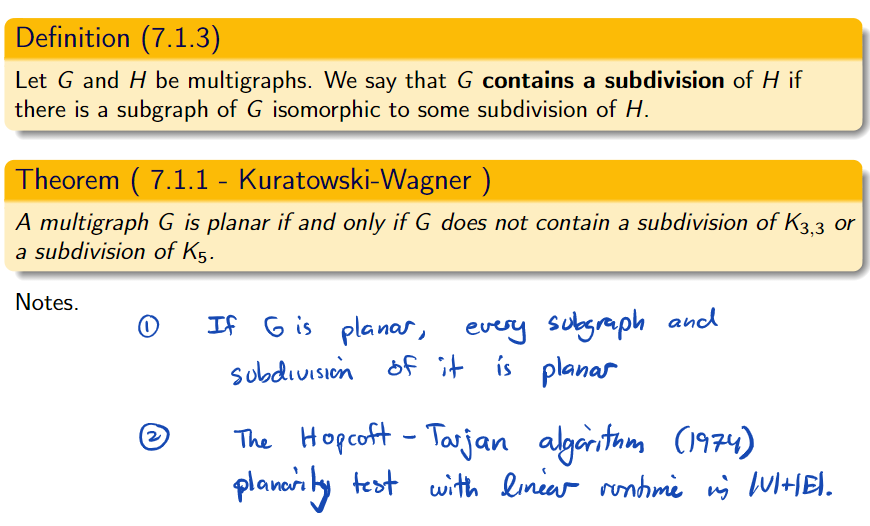 Definition (7.1.3)
Let G and H be multigraphs. We say that G contains a subdivision of H if
there is a subgraph of G isomorphic to some subdivision of H.
Theorem ( 7.1.1 - Kuratowski-Wagner )
A multigraph G is planar if and only if G does not contain a subdivision of K₃,₃ or
a subdivision of K₅.
Notes.
① If G is planar, every subgraph and
subdivision of it is planar
② The Hopcoft - Tarjan algorithm (1974)
planarity test with linear runtime in |V|+|E|.